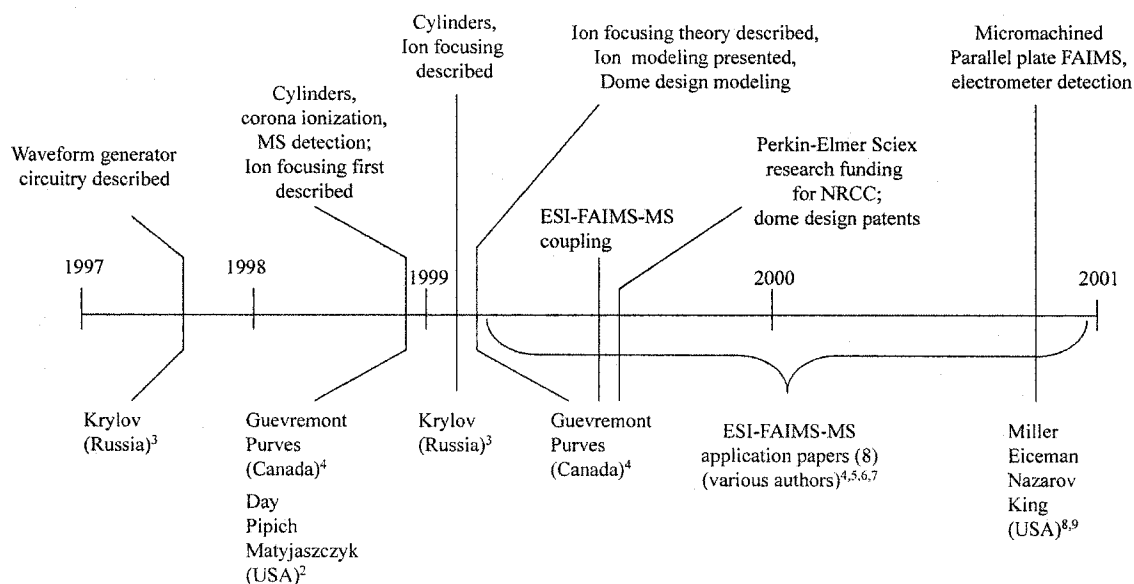 Cylinders,
Ion focusing
described
Ion focusing theory described,
Ion modeling presented,
Dome design modeling
Micromachined
Parallel plate FAIMS,
electrometer detection
Cylinders,
corona ionization,
MS detection;
Ion focusing first
described
Waveform generator
circuitry described
Perkin-Elmer Sciex
research funding
for NRCC;
dome design patents
ESI-FAIMS-MS
coupling
1997
1998
1999
2000
2001
Krylov
(Russia)³
Guevremont
Purves
(Canada)⁴
Day
Pipich
Matyjaszczyk
(USA)²
Krylov
(Russia)³
Guevremont
Purves
(Canada)⁴
ESI-FAIMS-MS
application papers (8)
(various authors)⁴,⁵,⁶,⁷
Miller
Eiceman
Nazarov
King
(USA)⁸,⁹